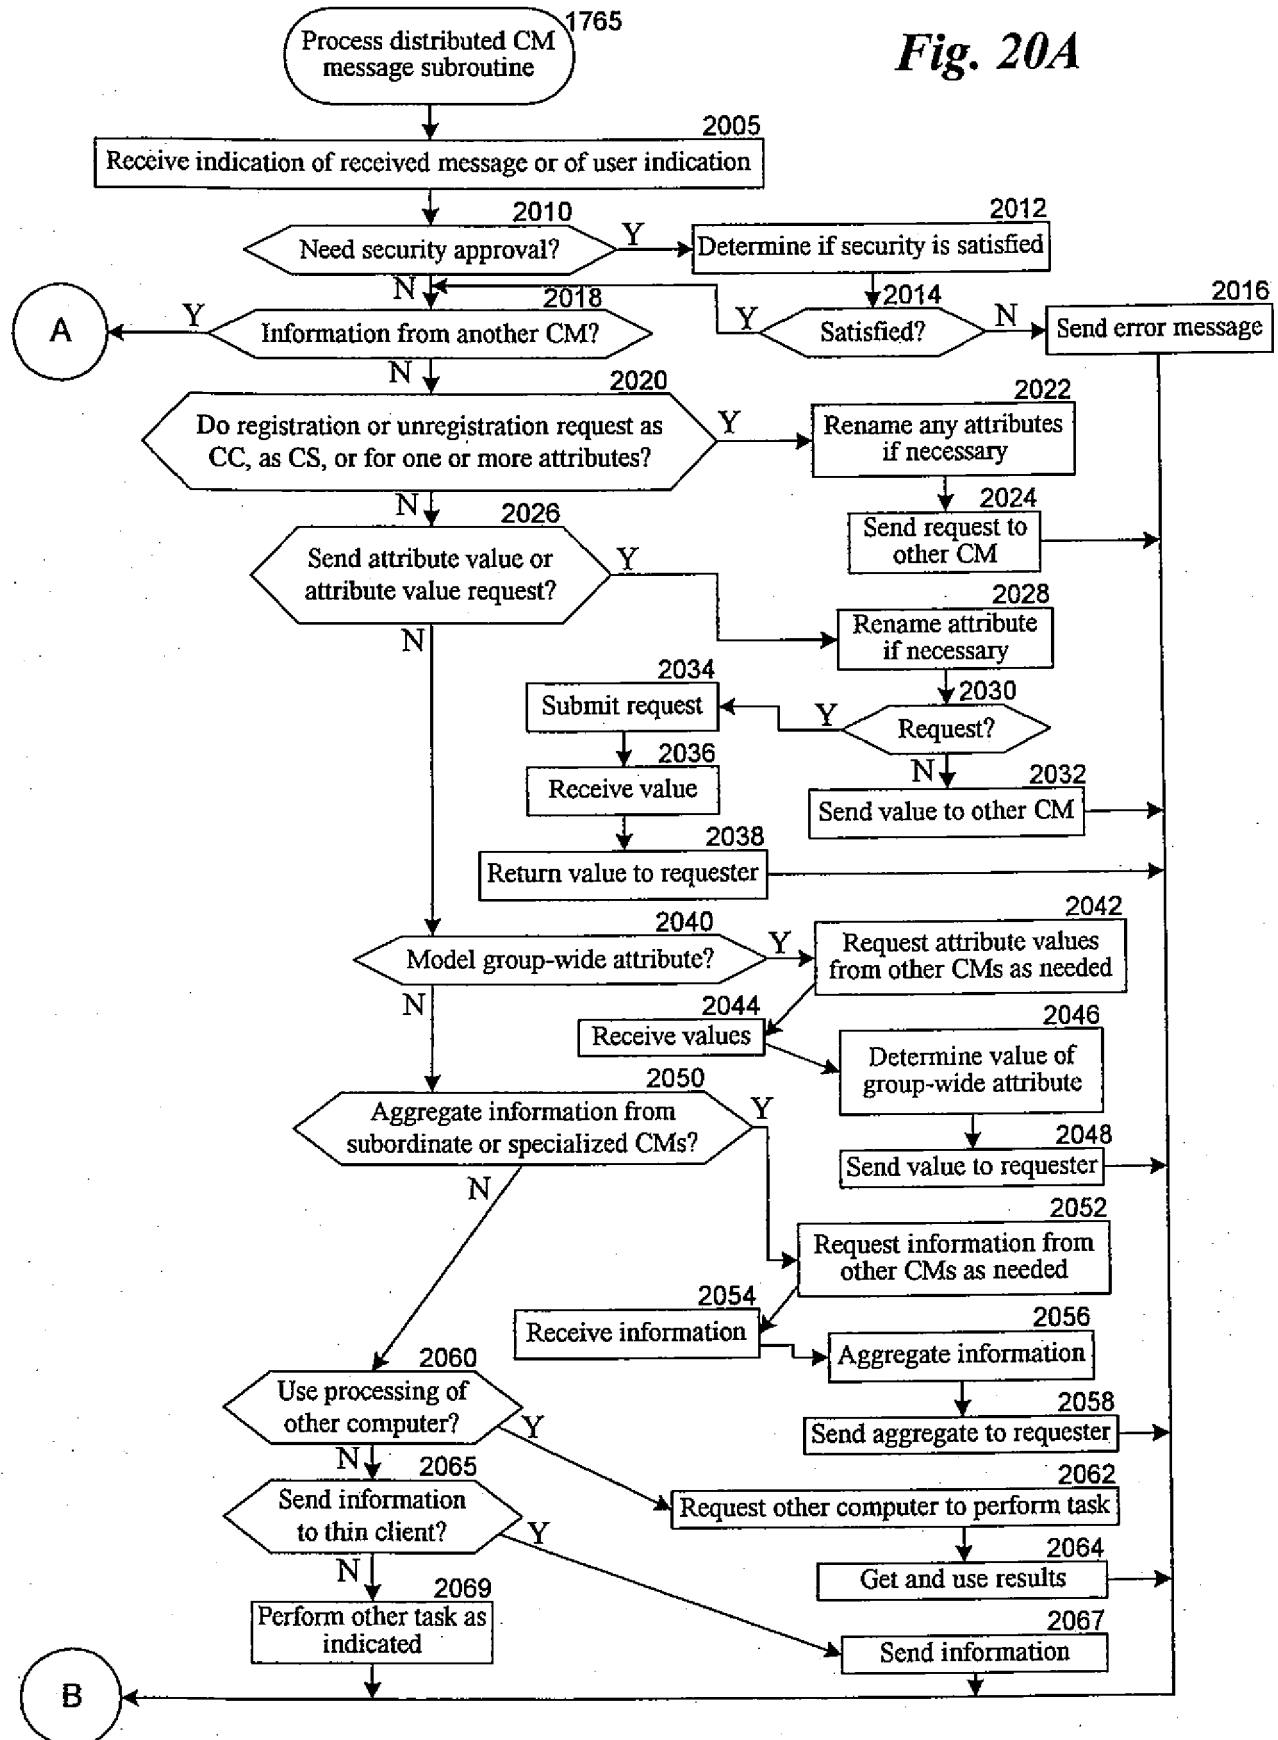 1765
Process distributed CM
message subroutine
Fig. 20A
2005
Receive indication of received message or of user indication
2010
Need security approval?
Y
2012
Determine if security is satisfied
N
2018
Information from another CM?
Y
A
2014
Satisfied?
Y
N
2016
Send error message
N
2020
Do registration or unregistration request as
CC, as CS, or for one or more attributes?
Y
2022
Rename any attributes
if necessary
2024
Send request to
other CM
N
2026
Send attribute value or
attribute value request?
Y
2028
Rename attribute
if necessary
2030
Request?
Y
2034
Submit request
2036
Receive value
2038
Return value to requester
N
2032
Send value to other CM
N
2040
Model group-wide attribute?
Y
2042
Request attribute values
from other CMs as needed
2044
Receive values
2046
Determine value of
group-wide attribute
2048
Send value to requester
N
2050
Aggregate information from
subordinate or specialized CMs?
Y
2052
Request information from
other CMs as needed
2054
Receive information
2056
Aggregate information
2058
Send aggregate to requester
N
2060
Use processing of
other computer?
Y
2062
Request other computer to perform task
2064
Get and use results
N
2065
Send information
to thin client?
Y
2067
Send information
N
2069
Perform other task as
indicated
B